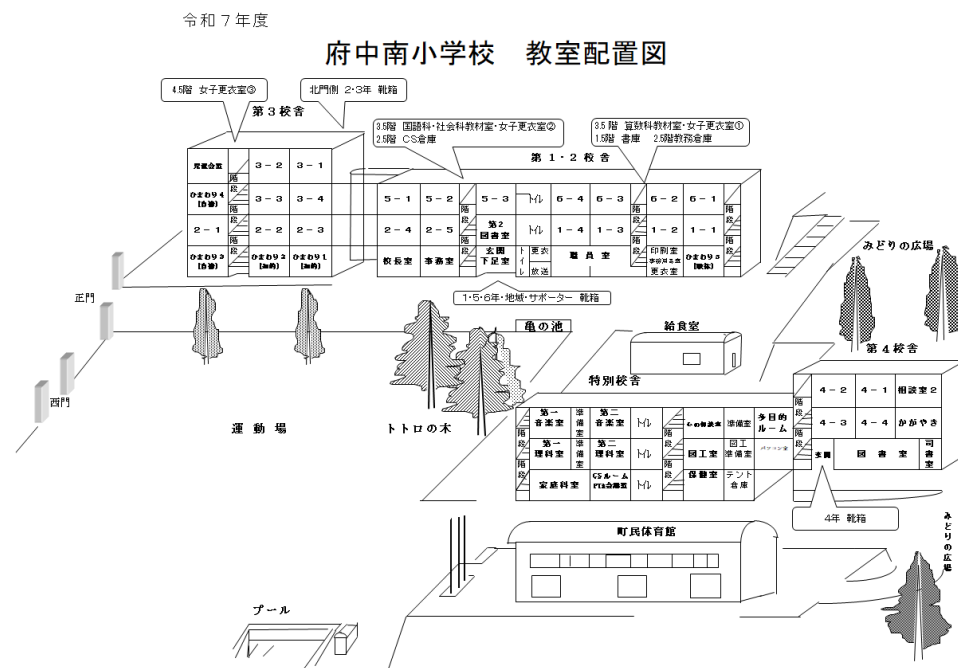 令和７年度
府中南小学校　教室配置図
4.5階 女子更衣室③
北門側 2・3年 靴箱
第３校舎
3.5階 国語科・社会科教材室・女子更衣室②
2.5階 CS倉庫
3.5階 算数科教材室・女子更衣室①
1.5階 書庫　2.5階教務倉庫
第１・２校舎
3-2
3-1
階
段
ひまわり4
3-3
3-4
階
段
2-1
2-2
2-3
階
段
ひまわり3
ひまわり2
ひまわり1
5-1
5-2
5-3
トイレ
6-4
6-3
6-2
6-1
階
段
2-4
2-5
第2
図書室
トイレ
1-4
1-3
1-2
1-1
階
段
校長室
事務室
玄関
下足室
トイレ
更衣
放送
職員室
印刷室
更衣室
ひまわり5
1・5・6年・地域・サポーター 靴箱
みどりの広場
正門
西門
亀の池
給食室
第４校舎
特別校舎
運動場
トトロの木
4-2
4-1
相談室2
4-3
4-4
かがやき
階
段
玄関
図書室
司書室
4年 靴箱
第一
音楽室
準備室
第二
音楽室
トイレ
準備室
多目的
ルーム
第一
理科室
準備室
第二
理科室
トイレ
図工室
図工
準備室
パソコン室
家庭科室
CSルーム
PTA会議室
トイレ
保健室
テント
倉庫
階
段
町民体育館
みどりの広場
プール